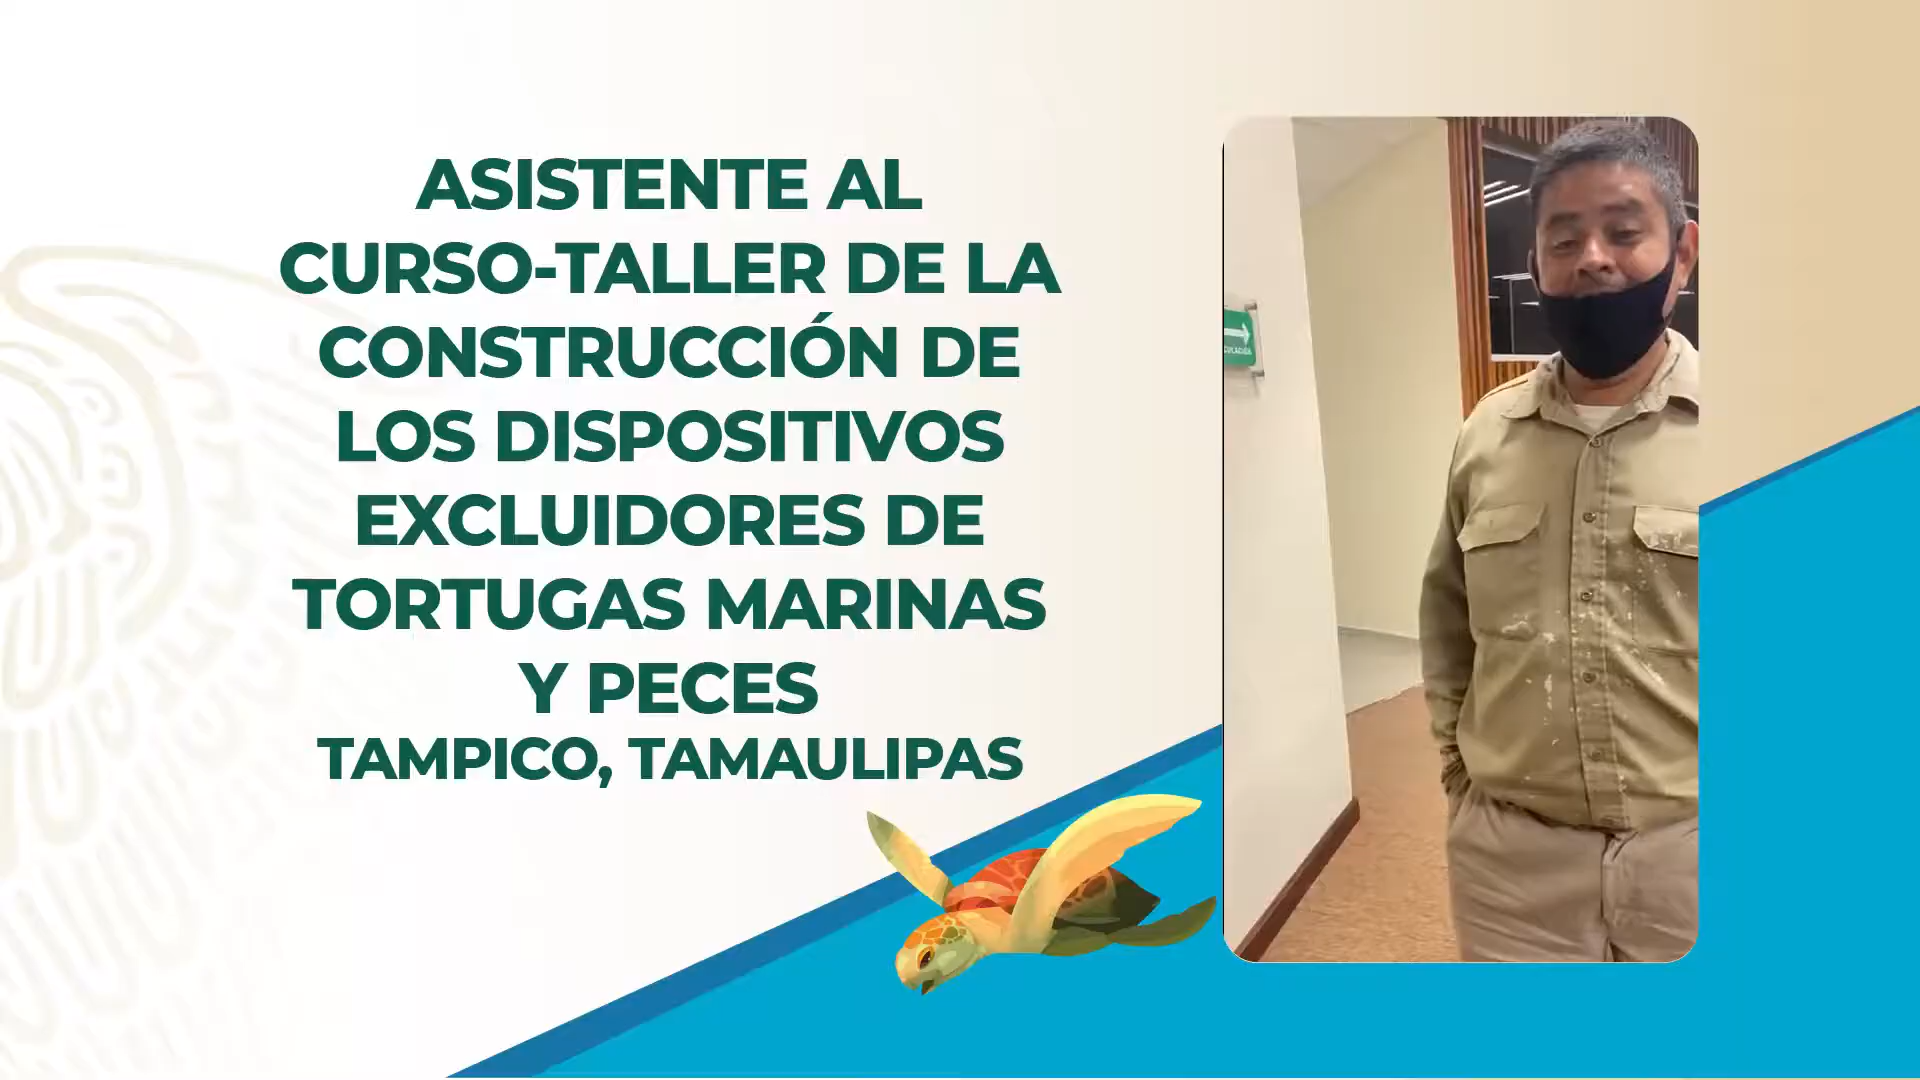 ASISTENTE AL
CURSO-TALLER DE LA
CONSTRUCCIÓN DE
LOS DISPOSITIVOS
EXCLUIDORES DE
TORTUGAS MARINAS
Y PECES
TAMPICO, TAMAULIPAS